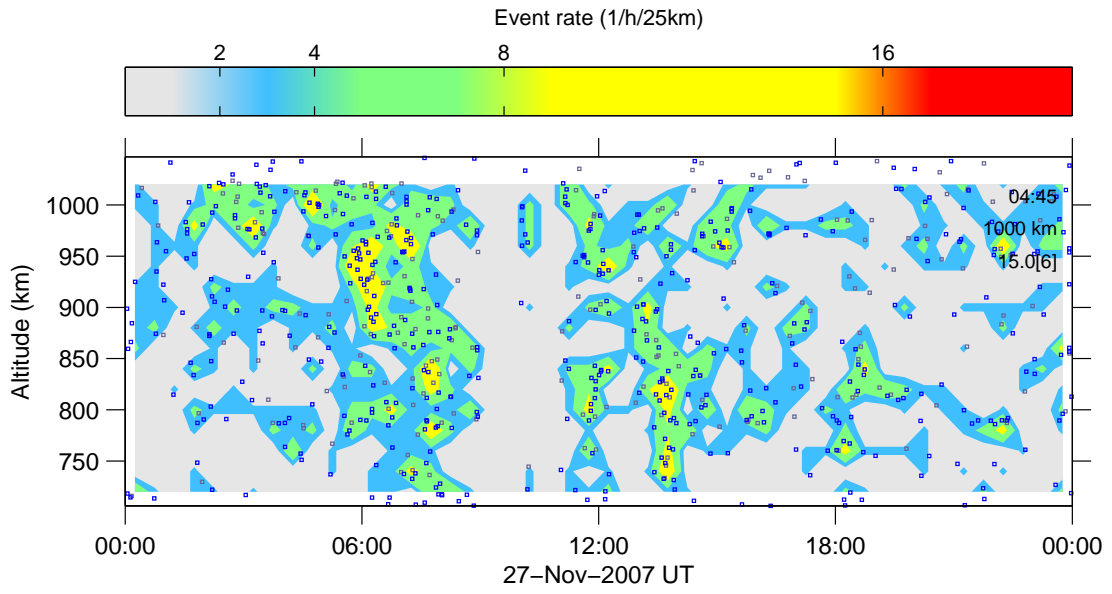 Event rate (1/h/25km)
2 4 8 16
Altitude (km)
1000
950
900
850
800
750
04:45
1000 km
15.0[6]
00:00 06:00 12:00 18:00 00:00
27−Nov−2007 UT